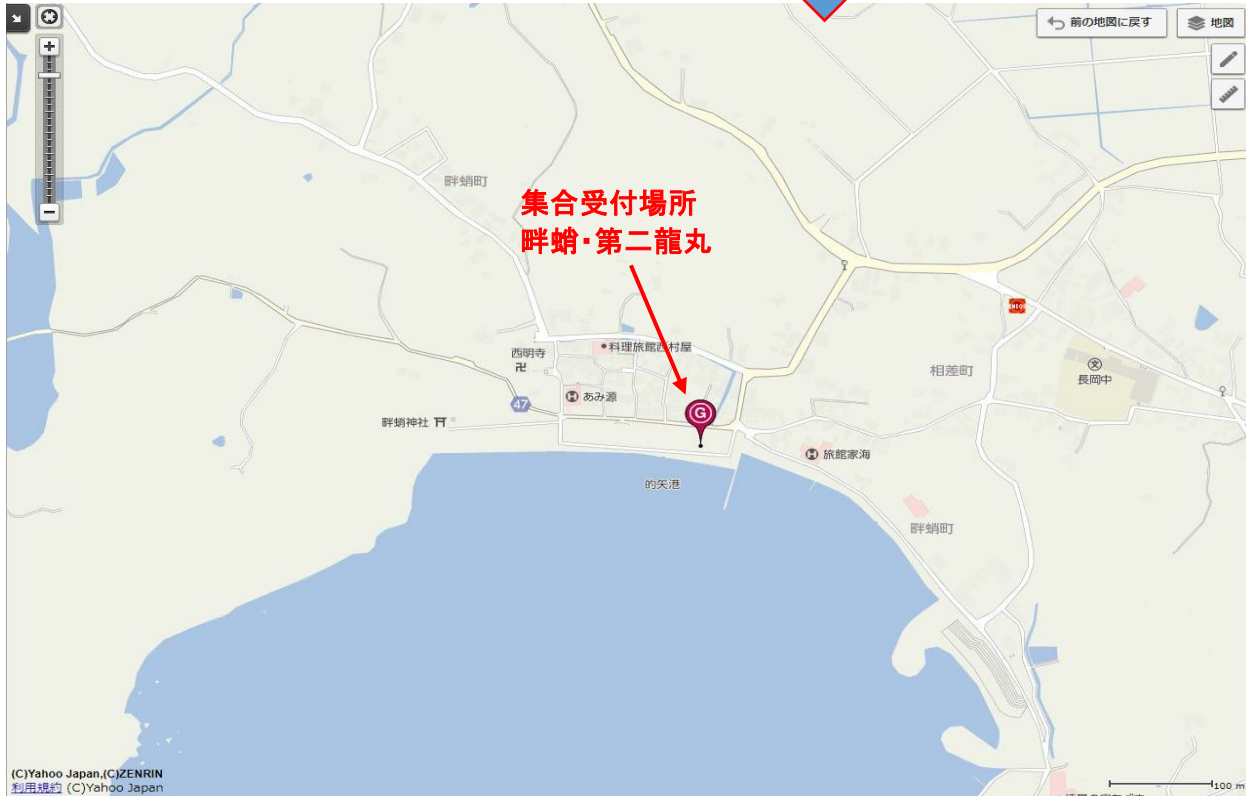 前の地図に戻す
地図
畔蛸町
集合受付場所
畔蛸・第二龍丸
ENEOS
西明寺
料理旅館西村屋
相差町
長岡中
あみ源
47
畔蛸神社
G
旅館家海
的矢港
畔蛸町
(C)Yahoo Japan,(C)ZENRIN
利用規約 (C)Yahoo Japan
100 m